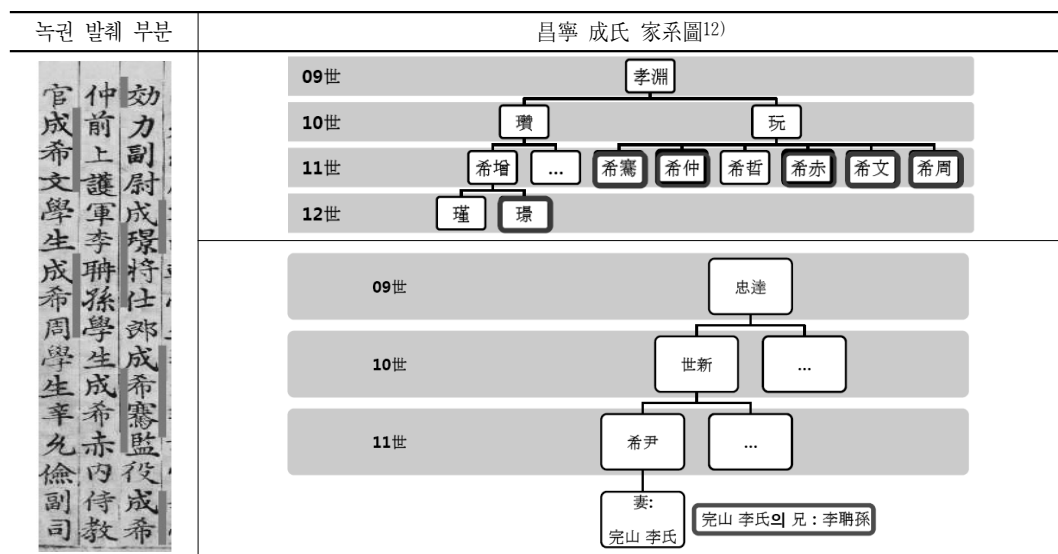 녹권 발췌 부분
昌寧 成氏 家系圖12)
効力副尉成璟將仕郎成希騫監役成希
仲前上護軍李聘孫學生成希赤內侍教
官成希文學生成希周學生辛允儉副司
09世
孝淵
10世
瓚
玩
11世
希增
...
希騫
希仲
希哲
希赤
希文
希周
12世
瑾
璟
09世
忠達
10世
世新
...
11世
希尹
...
妻:
完山 李氏
完山 李氏의 兄 : 李聘孫